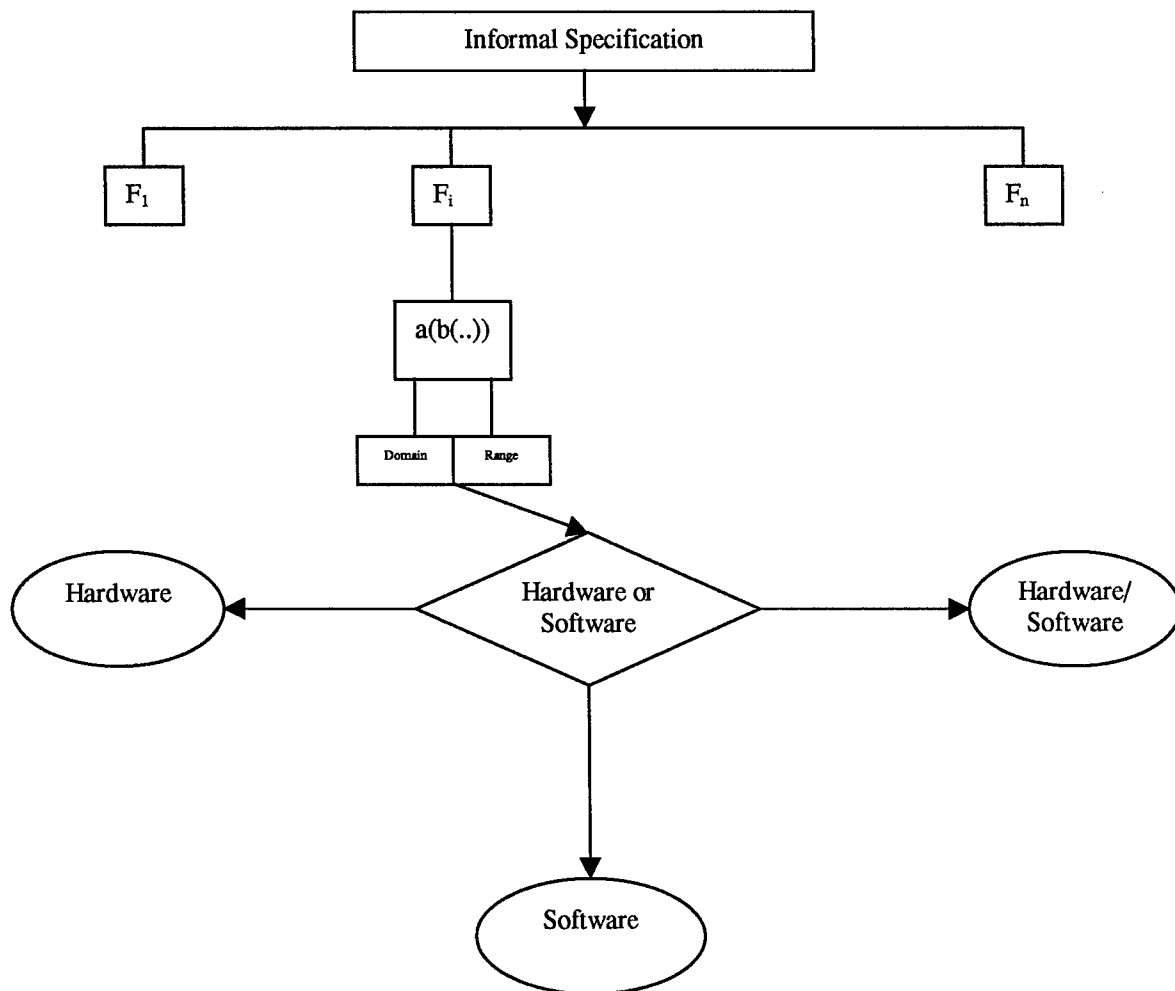 Informal Specification
F₁
Fᵢ
Fₙ
a(b(..))
Domain
Range
Hardware
Hardware or
Software
Hardware/
Software
Software